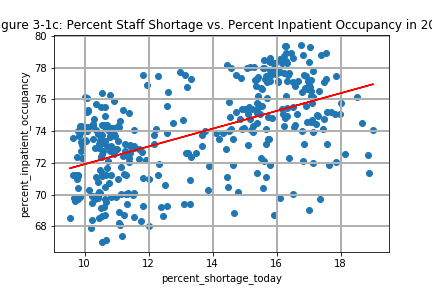 gure 3-1c: Percent Staff Shortage vs. Percent Inpatient Occupancy in 20
80
78
76
74
72
70
68
percent_inpatient_occupancy
10 12 14 16 18
percent_shortage_today